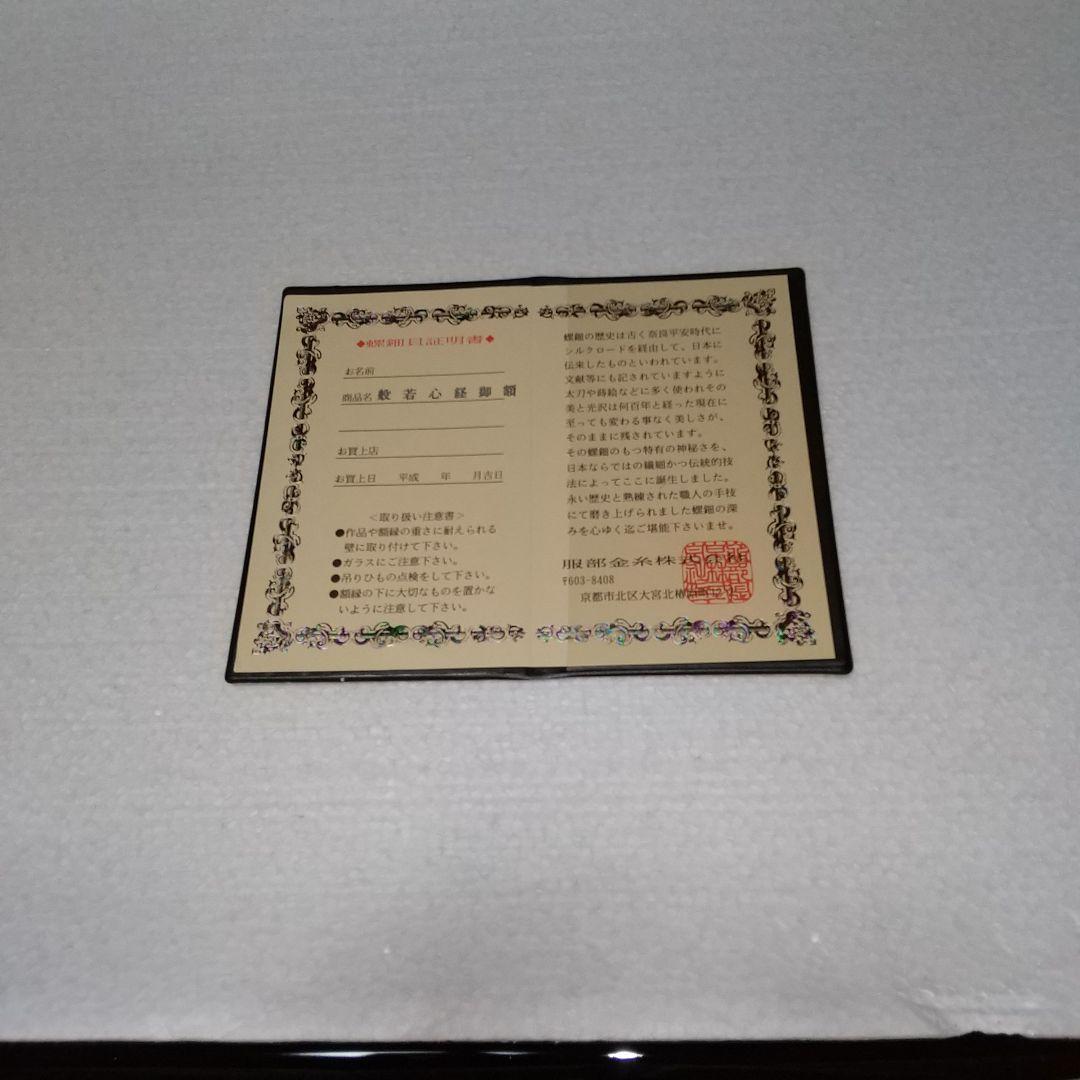 ◆螺鈿目証明書◆
お名前
商品名 般若心経御額
お買上店
お買上日 平成 年 月吉日
＜取り扱い注意書＞
●作品や額縁の重さに耐えられる
壁に取り付けて下さい。
●ガラスにご注意下さい。
●吊りひもの点検をして下さい。
●額縁の下に大切なものを置かな
いように注意して下さい。
螺鈿の歴史は古く奈良平安時代に
シルクロードを経由して、日本に
伝来したものといわれています。
文献等にも記されていますように
太刀や蒔絵などに多く使われその
美と光沢は何百年と経った現在に
至っても変わる事なく美しさが、
そのままに残されています。
その螺鈿のもつ特有の神秘さを、
日本ならではの繊細かつ伝統的技
法によってここに誕生しました。
永い歴史と熟練された職人の手技
にて磨き上げられました螺鈿の深
みを心ゆく迄ご堪能下さいませ。
服部金糸株式会社
〒603-8408
京都市北区大宮北椿原町